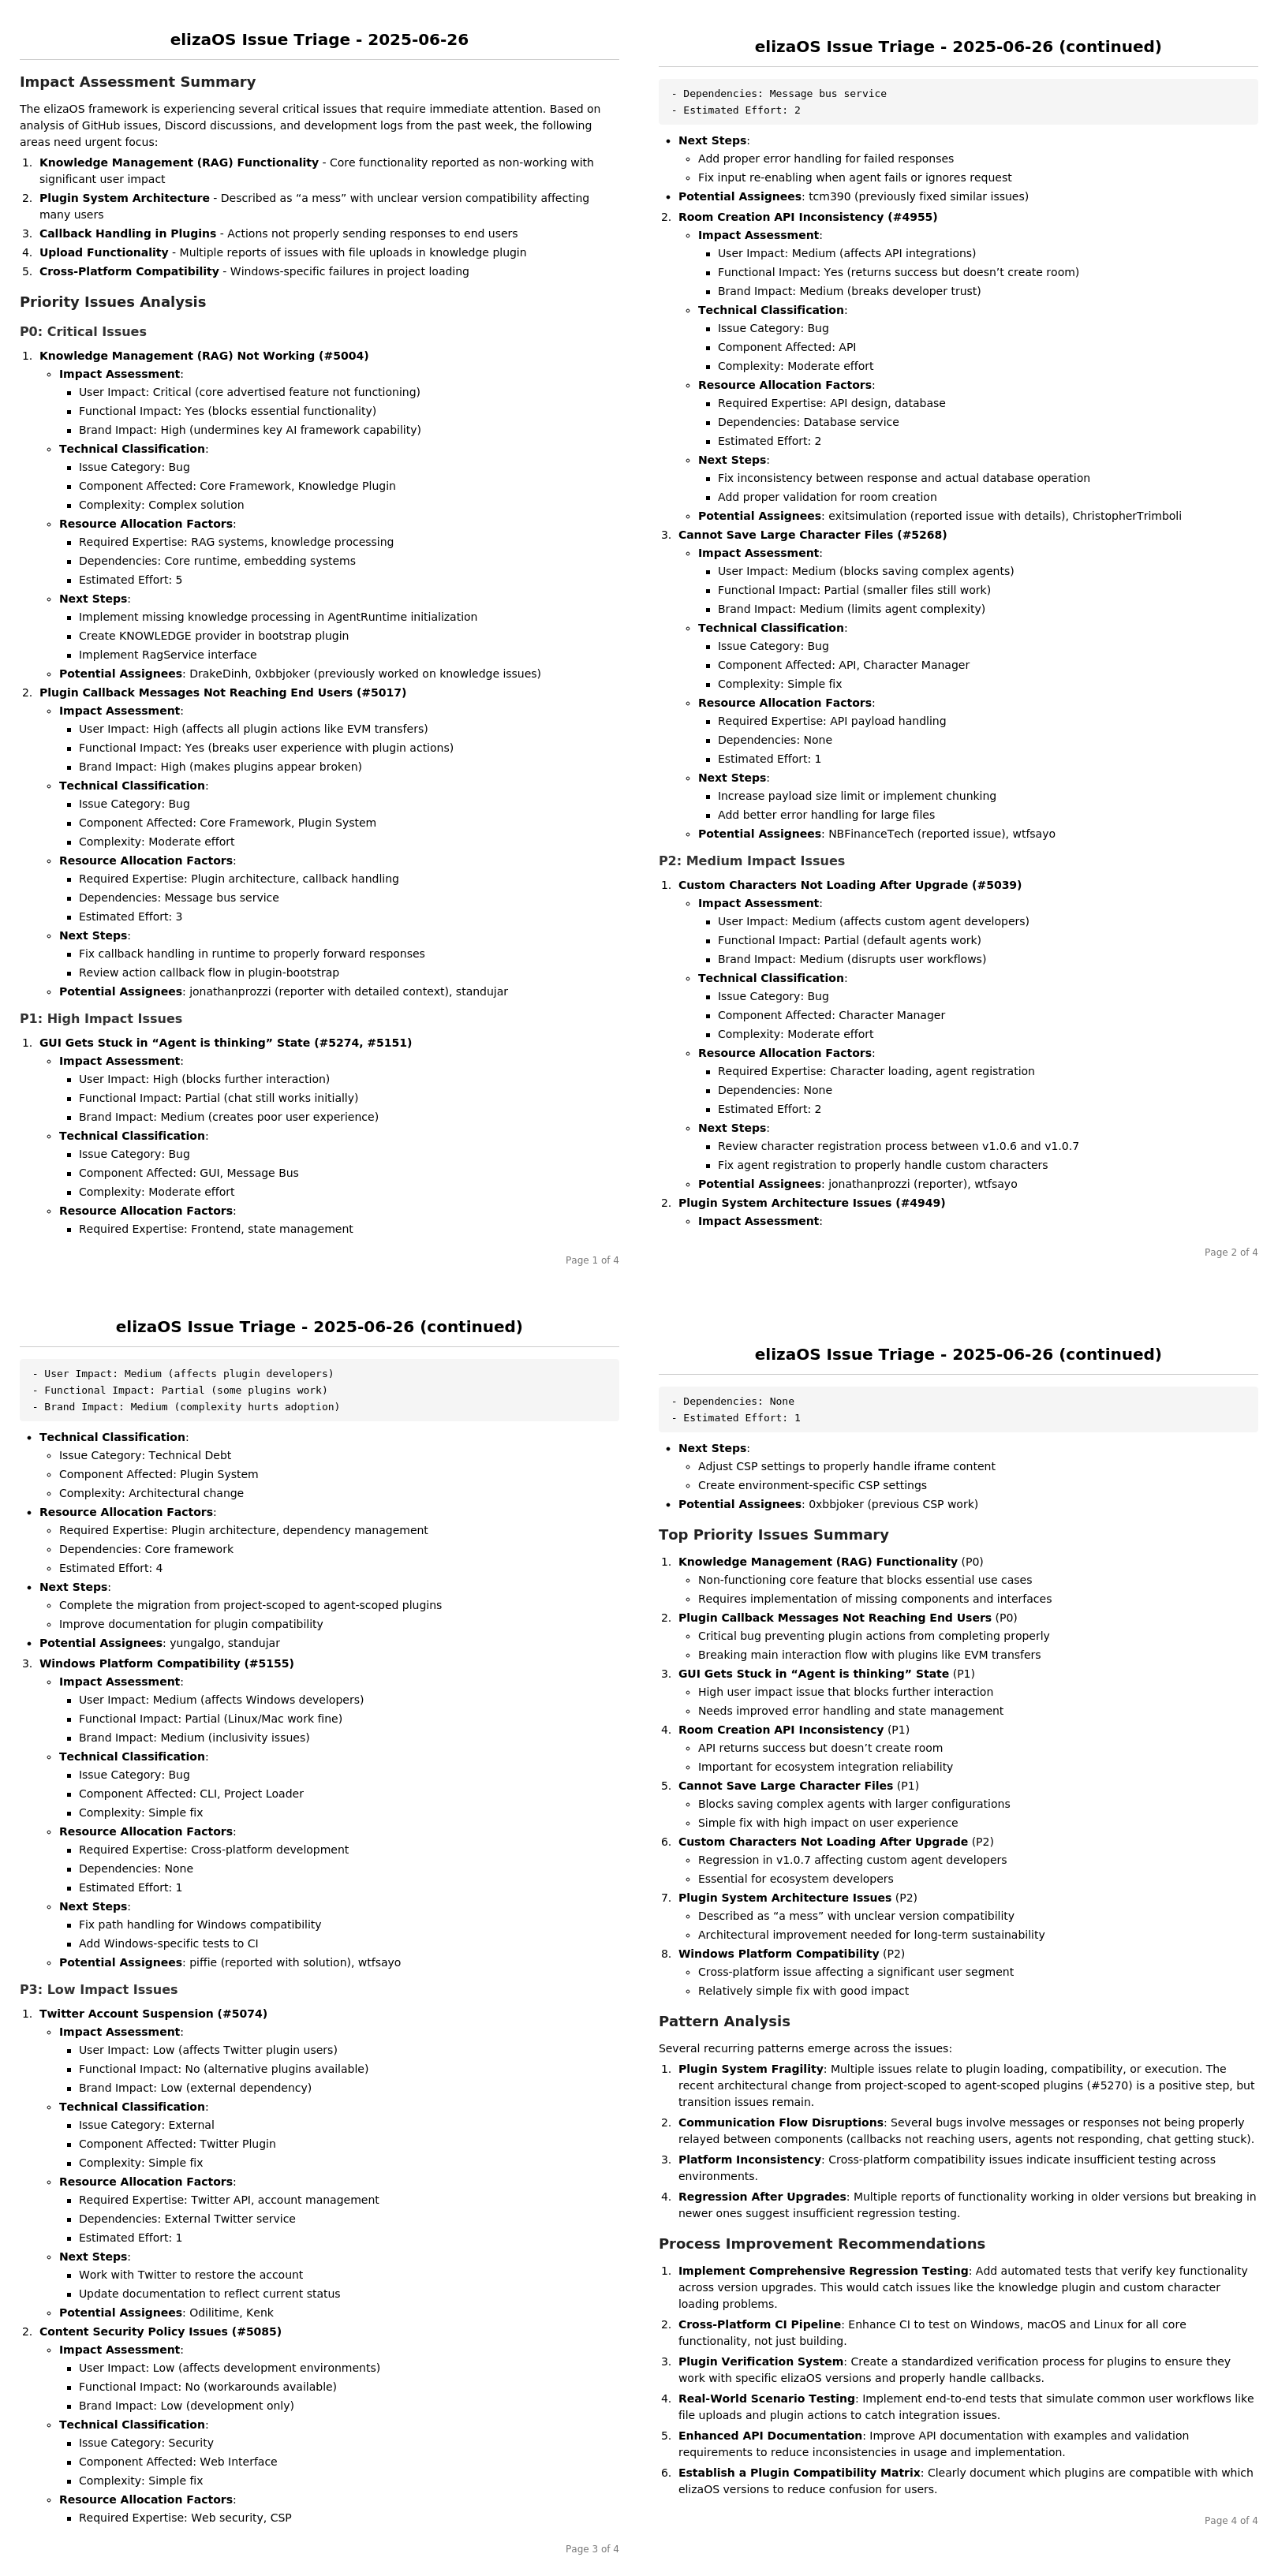 elizaOS Issue Triage - 2025-06-26
Impact Assessment Summary
The elizaOS framework is experiencing several critical issues that require immediate attention. Based on
analysis of GitHub issues, Discord discussions, and development logs from the past week, the following
areas need urgent focus:
1. Knowledge Management (RAG) Functionality - Core functionality reported as non-working with
significant user impact
2. Plugin System Architecture - Described as “a mess” with unclear version compatibility affecting
many users
3. Callback Handling in Plugins - Actions not properly sending responses to end users
4. Upload Functionality - Multiple reports of issues with file uploads in knowledge plugin
5. Cross-Platform Compatibility - Windows-specific failures in project loading
Priority Issues Analysis
P0: Critical Issues
1. Knowledge Management (RAG) Not Working (#5004)
◦ Impact Assessment:
▪ User Impact: Critical (core advertised feature not functioning)
▪ Functional Impact: Yes (blocks essential functionality)
▪ Brand Impact: High (undermines key AI framework capability)
◦ Technical Classification:
▪ Issue Category: Bug
▪ Component Affected: Core Framework, Knowledge Plugin
▪ Complexity: Complex solution
◦ Resource Allocation Factors:
▪ Required Expertise: RAG systems, knowledge processing
▪ Dependencies: Core runtime, embedding systems
▪ Estimated Effort: 5
◦ Next Steps:
▪ Implement missing knowledge processing in AgentRuntime initialization
▪ Create KNOWLEDGE provider in bootstrap plugin
▪ Implement RagService interface
◦ Potential Assignees: DrakeDinh, 0xbbjoker (previously worked on knowledge issues)
2. Plugin Callback Messages Not Reaching End Users (#5017)
◦ Impact Assessment:
▪ User Impact: High (affects all plugin actions like EVM transfers)
▪ Functional Impact: Yes (breaks user experience with plugin actions)
▪ Brand Impact: High (makes plugins appear broken)
◦ Technical Classification:
▪ Issue Category: Bug
▪ Component Affected: Core Framework, Plugin System
▪ Complexity: Moderate effort
◦ Resource Allocation Factors:
▪ Required Expertise: Plugin architecture, callback handling
▪ Dependencies: Message bus service
▪ Estimated Effort: 3
◦ Next Steps:
▪ Fix callback handling in runtime to properly forward responses
▪ Review action callback flow in plugin-bootstrap
◦ Potential Assignees: jonathanprozzi (reporter with detailed context), standujar
P1: High Impact Issues
1. GUI Gets Stuck in “Agent is thinking” State (#5274, #5151)
◦ Impact Assessment:
▪ User Impact: High (blocks further interaction)
▪ Functional Impact: Partial (chat still works initially)
▪ Brand Impact: Medium (creates poor user experience)
◦ Technical Classification:
▪ Issue Category: Bug
▪ Component Affected: GUI, Message Bus
▪ Complexity: Moderate effort
◦ Resource Allocation Factors:
▪ Required Expertise: Frontend, state management
Page 1 of 4
elizaOS Issue Triage - 2025-06-26 (continued)
- Dependencies: Message bus service
- Estimated Effort: 2
• Next Steps:
◦ Add proper error handling for failed responses
◦ Fix input re-enabling when agent fails or ignores request
• Potential Assignees: tcm390 (previously fixed similar issues)
2. Room Creation API Inconsistency (#4955)
◦ Impact Assessment:
▪ User Impact: Medium (affects API integrations)
▪ Functional Impact: Yes (returns success but doesn’t create room)
▪ Brand Impact: Medium (breaks developer trust)
◦ Technical Classification:
▪ Issue Category: Bug
▪ Component Affected: API
▪ Complexity: Moderate effort
◦ Resource Allocation Factors:
▪ Required Expertise: API design, database
▪ Dependencies: Database service
▪ Estimated Effort: 2
◦ Next Steps:
▪ Fix inconsistency between response and actual database operation
▪ Add proper validation for room creation
◦ Potential Assignees: exitsimulation (reported issue with details), ChristopherTrimboli
3. Cannot Save Large Character Files (#5268)
◦ Impact Assessment:
▪ User Impact: Medium (blocks saving complex agents)
▪ Functional Impact: Partial (smaller files still work)
▪ Brand Impact: Medium (limits agent complexity)
◦ Technical Classification:
▪ Issue Category: Bug
▪ Component Affected: API, Character Manager
▪ Complexity: Simple fix
◦ Resource Allocation Factors:
▪ Required Expertise: API payload handling
▪ Dependencies: None
▪ Estimated Effort: 1
◦ Next Steps:
▪ Increase payload size limit or implement chunking
▪ Add better error handling for large files
◦ Potential Assignees: NBFinanceTech (reported issue), wtfsayo
P2: Medium Impact Issues
1. Custom Characters Not Loading After Upgrade (#5039)
◦ Impact Assessment:
▪ User Impact: Medium (affects custom agent developers)
▪ Functional Impact: Partial (default agents work)
▪ Brand Impact: Medium (disrupts user workflows)
◦ Technical Classification:
▪ Issue Category: Bug
▪ Component Affected: Character Manager
▪ Complexity: Moderate effort
◦ Resource Allocation Factors:
▪ Required Expertise: Character loading, agent registration
▪ Dependencies: None
▪ Estimated Effort: 2
◦ Next Steps:
▪ Review character registration process between v1.0.6 and v1.0.7
▪ Fix agent registration to properly handle custom characters
◦ Potential Assignees: jonathanprozzi (reporter), wtfsayo
2. Plugin System Architecture Issues (#4949)
◦ Impact Assessment:
Page 2 of 4
elizaOS Issue Triage - 2025-06-26 (continued)
- User Impact: Medium (affects plugin developers)
- Functional Impact: Partial (some plugins work)
- Brand Impact: Medium (complexity hurts adoption)
• Technical Classification:
◦ Issue Category: Technical Debt
◦ Component Affected: Plugin System
◦ Complexity: Architectural change
• Resource Allocation Factors:
◦ Required Expertise: Plugin architecture, dependency management
◦ Dependencies: Core framework
◦ Estimated Effort: 4
• Next Steps:
◦ Complete the migration from project-scoped to agent-scoped plugins
◦ Improve documentation for plugin compatibility
• Potential Assignees: yungalgo, standujar
3. Windows Platform Compatibility (#5155)
◦ Impact Assessment:
▪ User Impact: Medium (affects Windows developers)
▪ Functional Impact: Partial (Linux/Mac work fine)
▪ Brand Impact: Medium (inclusivity issues)
◦ Technical Classification:
▪ Issue Category: Bug
▪ Component Affected: CLI, Project Loader
▪ Complexity: Simple fix
◦ Resource Allocation Factors:
▪ Required Expertise: Cross-platform development
▪ Dependencies: None
▪ Estimated Effort: 1
◦ Next Steps:
▪ Fix path handling for Windows compatibility
▪ Add Windows-specific tests to CI
◦ Potential Assignees: piffie (reported with solution), wtfsayo
P3: Low Impact Issues
1. Twitter Account Suspension (#5074)
◦ Impact Assessment:
▪ User Impact: Low (affects Twitter plugin users)
▪ Functional Impact: No (alternative plugins available)
▪ Brand Impact: Low (external dependency)
◦ Technical Classification:
▪ Issue Category: External
▪ Component Affected: Twitter Plugin
▪ Complexity: Simple fix
◦ Resource Allocation Factors:
▪ Required Expertise: Twitter API, account management
▪ Dependencies: External Twitter service
▪ Estimated Effort: 1
◦ Next Steps:
▪ Work with Twitter to restore the account
▪ Update documentation to reflect current status
◦ Potential Assignees: Odilitime, Kenk
2. Content Security Policy Issues (#5085)
◦ Impact Assessment:
▪ User Impact: Low (affects development environments)
▪ Functional Impact: No (workarounds available)
▪ Brand Impact: Low (development only)
◦ Technical Classification:
▪ Issue Category: Security
▪ Component Affected: Web Interface
▪ Complexity: Simple fix
◦ Resource Allocation Factors:
▪ Required Expertise: Web security, CSP
Page 3 of 4
elizaOS Issue Triage - 2025-06-26 (continued)
- Dependencies: None
- Estimated Effort: 1
• Next Steps:
◦ Adjust CSP settings to properly handle iframe content
◦ Create environment-specific CSP settings
• Potential Assignees: 0xbbjoker (previous CSP work)
Top Priority Issues Summary
1. Knowledge Management (RAG) Functionality (P0)
◦ Non-functioning core feature that blocks essential use cases
◦ Requires implementation of missing components and interfaces
2. Plugin Callback Messages Not Reaching End Users (P0)
◦ Critical bug preventing plugin actions from completing properly
◦ Breaking main interaction flow with plugins like EVM transfers
3. GUI Gets Stuck in “Agent is thinking” State (P1)
◦ High user impact issue that blocks further interaction
◦ Needs improved error handling and state management
4. Room Creation API Inconsistency (P1)
◦ API returns success but doesn’t create room
◦ Important for ecosystem integration reliability
5. Cannot Save Large Character Files (P1)
◦ Blocks saving complex agents with larger configurations
◦ Simple fix with high impact on user experience
6. Custom Characters Not Loading After Upgrade (P2)
◦ Regression in v1.0.7 affecting custom agent developers
◦ Essential for ecosystem developers
7. Plugin System Architecture Issues (P2)
◦ Described as “a mess” with unclear version compatibility
◦ Architectural improvement needed for long-term sustainability
8. Windows Platform Compatibility (P2)
◦ Cross-platform issue affecting a significant user segment
◦ Relatively simple fix with good impact
Pattern Analysis
Several recurring patterns emerge across the issues:
1. Plugin System Fragility: Multiple issues relate to plugin loading, compatibility, or execution. The
recent architectural change from project-scoped to agent-scoped plugins (#5270) is a positive step, but
transition issues remain.
2. Communication Flow Disruptions: Several bugs involve messages or responses not being properly
relayed between components (callbacks not reaching users, agents not responding, chat getting stuck).
3. Platform Inconsistency: Cross-platform compatibility issues indicate insufficient testing across
environments.
4. Regression After Upgrades: Multiple reports of functionality working in older versions but breaking in
newer ones suggest insufficient regression testing.
Process Improvement Recommendations
1. Implement Comprehensive Regression Testing: Add automated tests that verify key functionality
across version upgrades. This would catch issues like the knowledge plugin and custom character
loading problems.
2. Cross-Platform CI Pipeline: Enhance CI to test on Windows, macOS and Linux for all core
functionality, not just building.
3. Plugin Verification System: Create a standardized verification process for plugins to ensure they
work with specific elizaOS versions and properly handle callbacks.
4. Real-World Scenario Testing: Implement end-to-end tests that simulate common user workflows like
file uploads and plugin actions to catch integration issues.
5. Enhanced API Documentation: Improve API documentation with examples and validation
requirements to reduce inconsistencies in usage and implementation.
6. Establish a Plugin Compatibility Matrix: Clearly document which plugins are compatible with which
elizaOS versions to reduce confusion for users.
Page 4 of 4